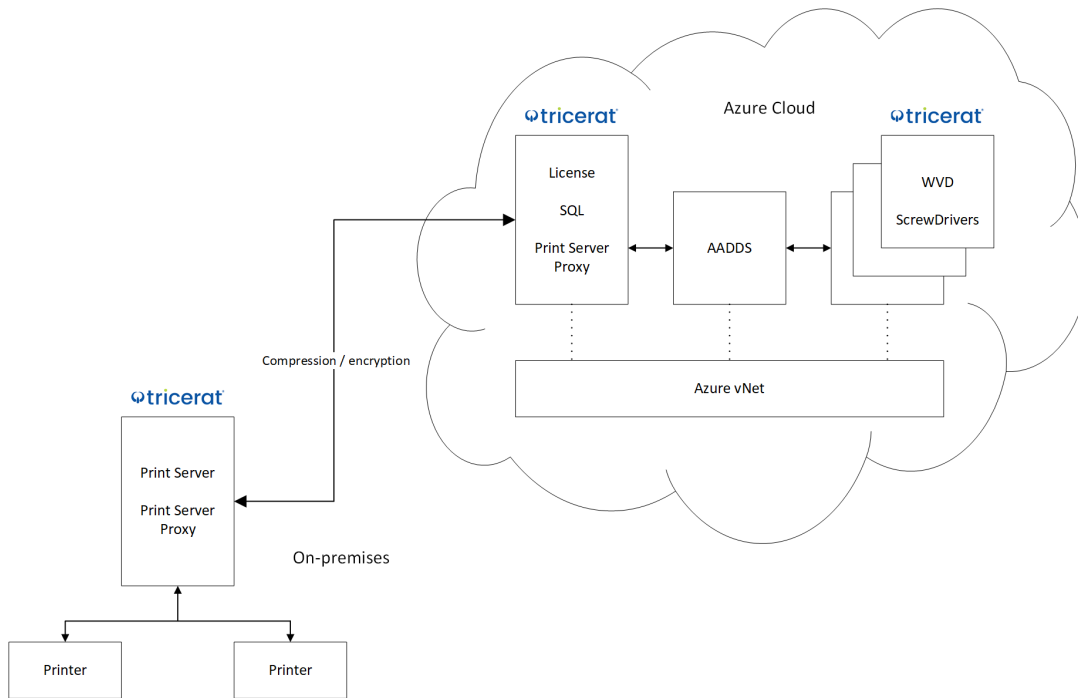 Azure Cloud
tricerat
License
SQL
Print Server
Proxy
AADDS
tricerat
WVD
ScrewDrivers
Azure vNet
Compression / encryption
tricerat
Print Server
Print Server
Proxy
On-premises
Printer
Printer